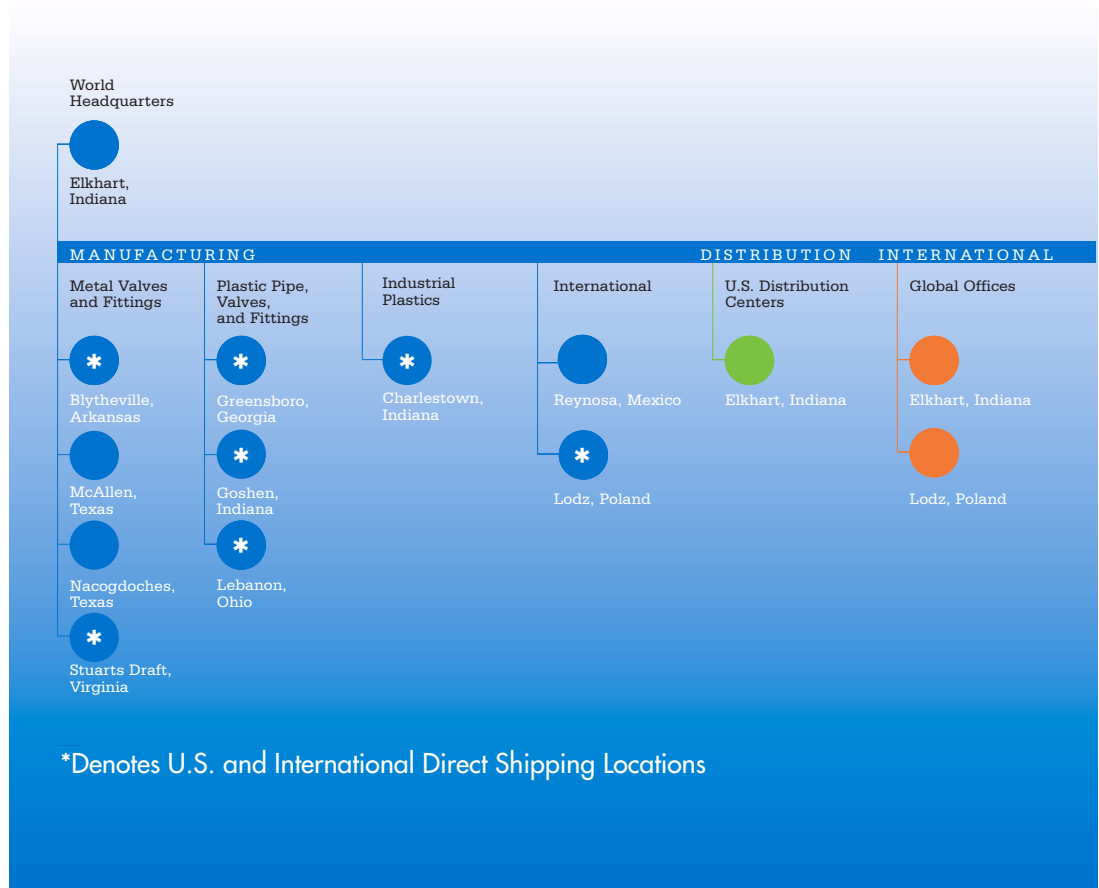 World
Headquarters
Elkhart,
Indiana
MANUFACTURING
DISTRIBUTION
INTERNATIONAL
Metal Valves
and Fittings
*
Blytheville,
Arkansas
McAllen,
Texas
Nacogdoches,
Texas
*
Stuarts Draft,
Virginia
Plastic Pipe,
Valves,
and Fittings
*
Greensboro,
Georgia
*
Goshen,
Indiana
*
Lebanon,
Ohio
Industrial
Plastics
*
Charlestown,
Indiana
International
Reynosa, Mexico
*
Lodz, Poland
U.S. Distribution
Centers
Elkhart, Indiana
Global Offices
Elkhart, Indiana
Lodz, Poland
*Denotes U.S. and International Direct Shipping Locations